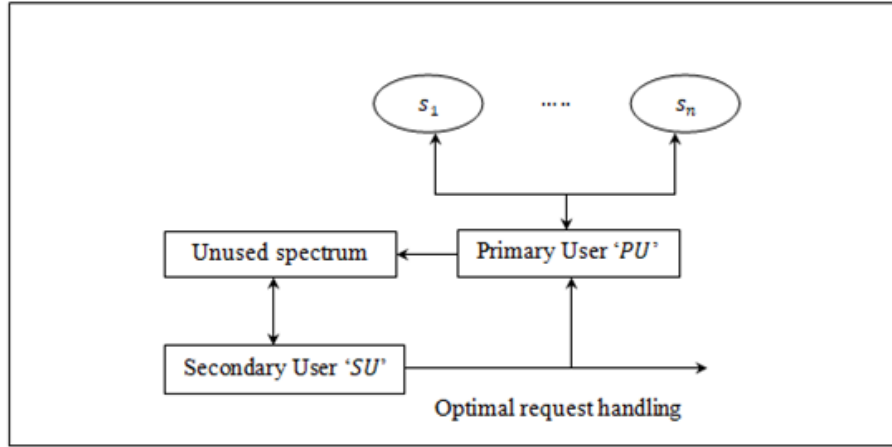 s₁ ..... sₙ
Unused spectrum
Primary User ‘PU’
Secondary User ‘SU’
Optimal request handling